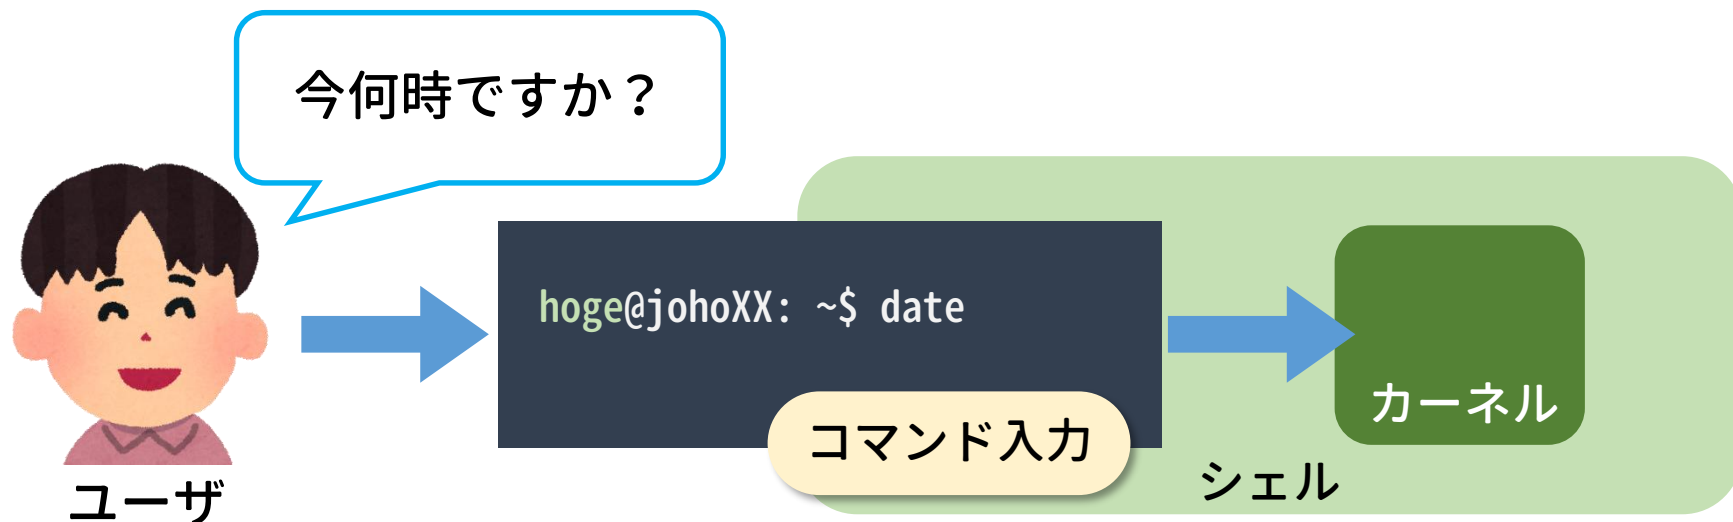 今何時ですか？
hoge@johoXX: ~$ date
コマンド入力
カーネル
シェル
ユーザ